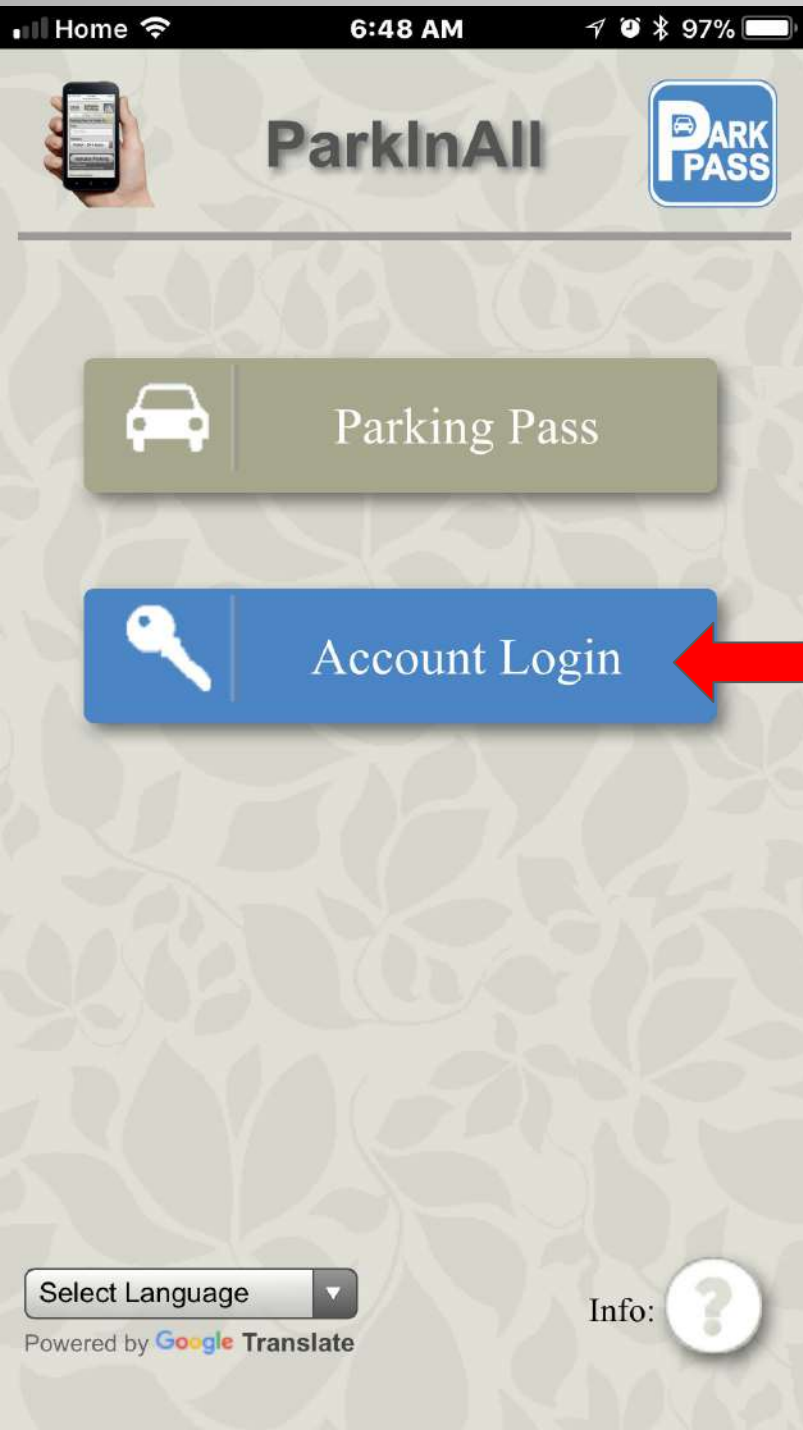 Home
6:48 AM
97%
ParkInAll
PARK
PASS
Parking Pass
Account Login
Select Language
Powered by Google Translate
Info:
?